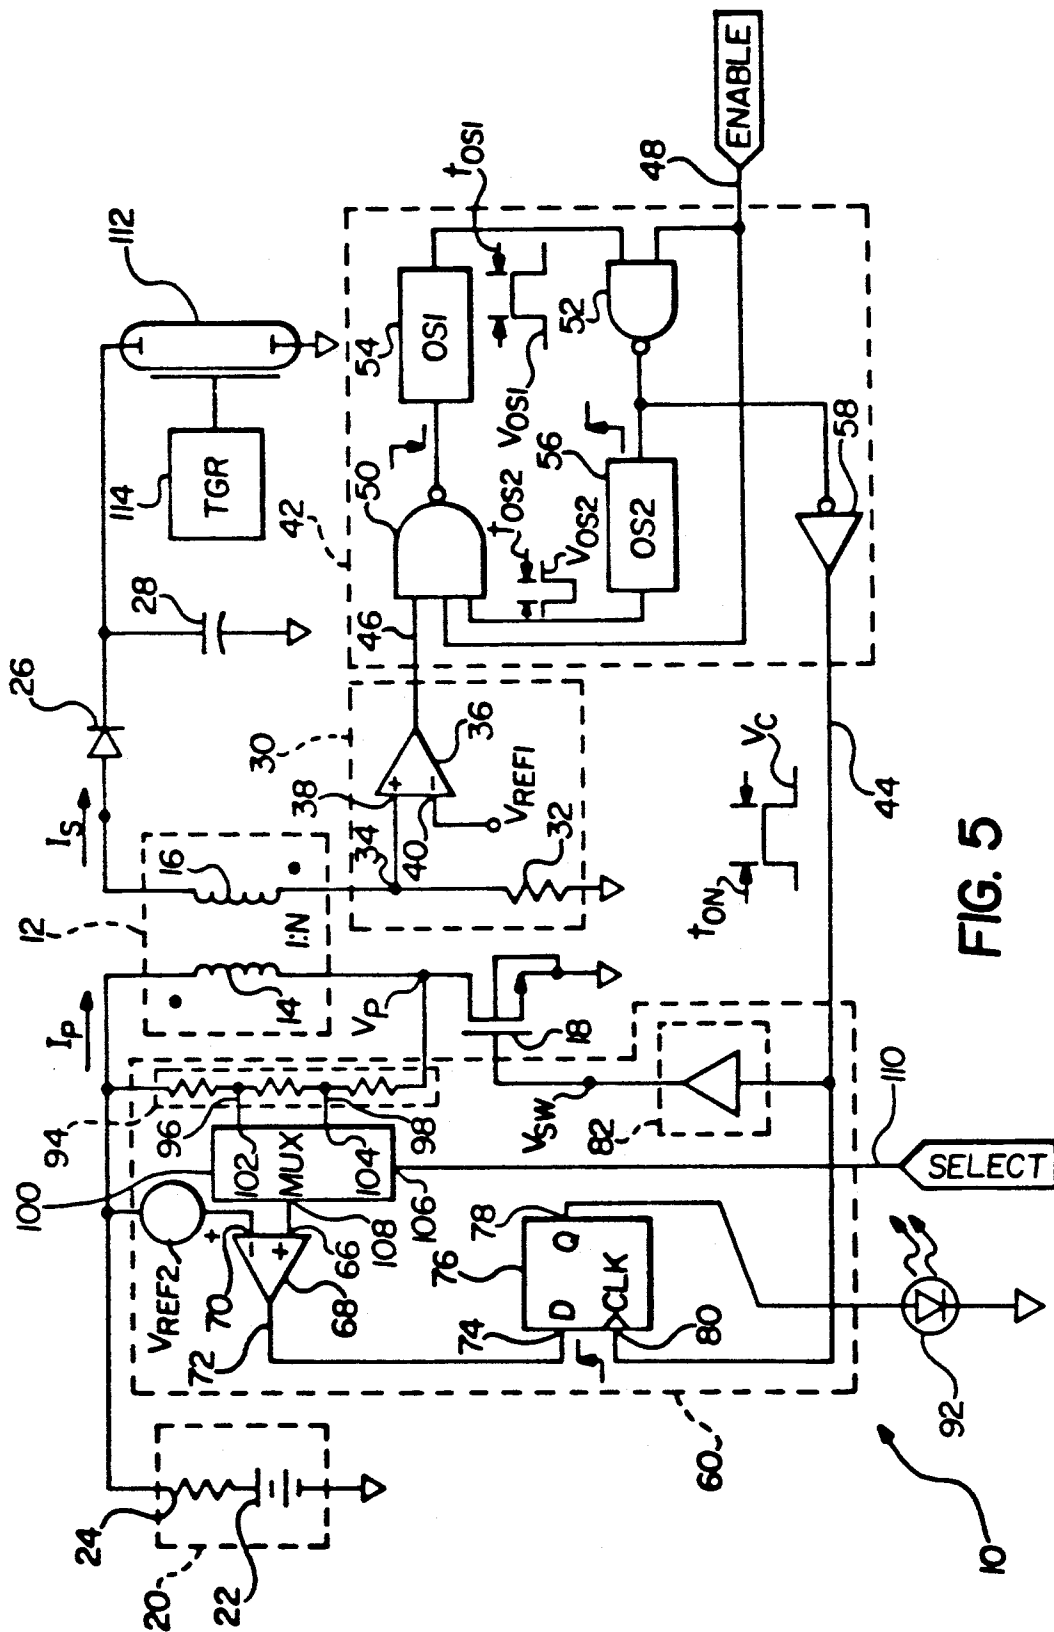 20
24
22
VREF2
+
70
−
+
66
68
72
100
94
96
98
102
MUX
104
106
108
74
D
76
78
Q
CLK
80
60
92
10
SELECT
110
IP
12
14
16
1:N
VP
18
VSW
82
IS
26
28
30
34
38
+
−
36
40
VREF1
32
46
tON
VC
44
42
50
54
OS1
tOS1
VOS1
tOS2
VOS2
56
OS2
52
58
48
ENABLE
114
TGR
112
FIG. 5